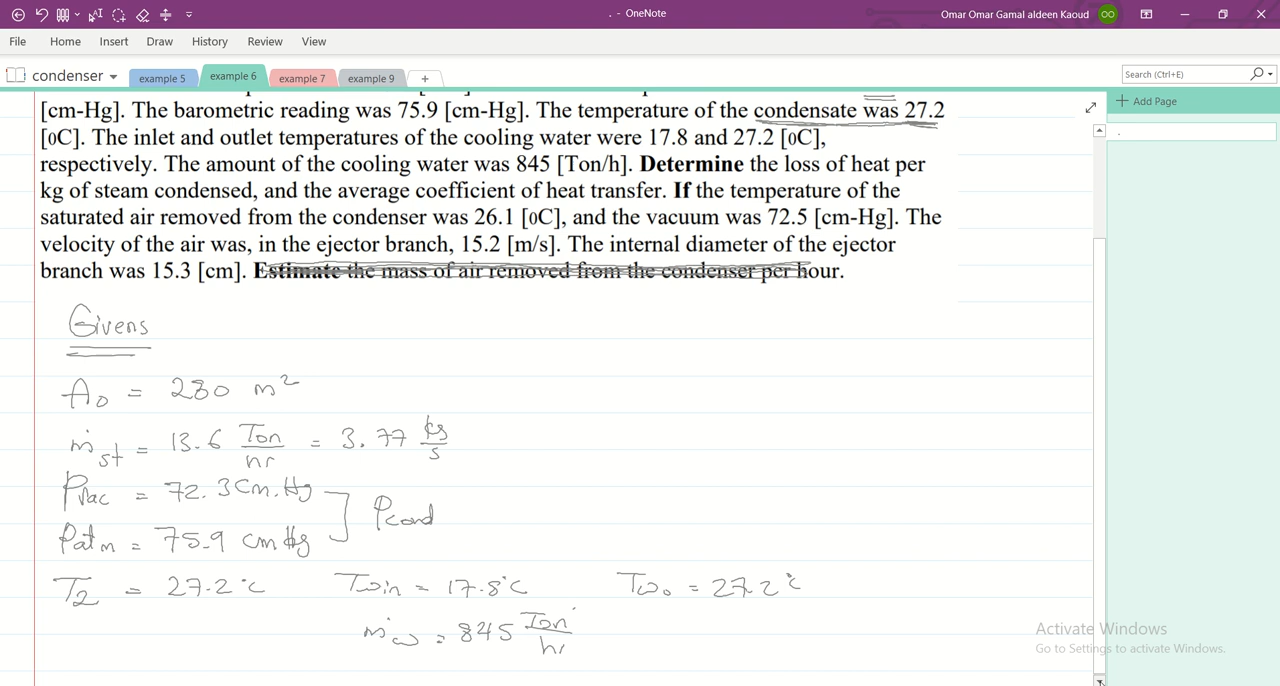 . - OneNote
Omar Omar Gamal aldeen Kaoud OO
File Home Insert Draw History Review View
condenser example 5 example 6 example 7 example 9 +
Search (Ctrl+E)
+ Add Page
.
[cm-Hg]. The barometric reading was 75.9 [cm-Hg]. The temperature of the condensate was 27.2
[0C]. The inlet and outlet temperatures of the cooling water were 17.8 and 27.2 [0C],
respectively. The amount of the cooling water was 845 [Ton/h]. Determine the loss of heat per
kg of steam condensed, and the average coefficient of heat transfer. If the temperature of the
saturated air removed from the condenser was 26.1 [0C], and the vacuum was 72.5 [cm-Hg]. The
velocity of the air was, in the ejector branch, 15.2 [m/s]. The internal diameter of the ejector
branch was 15.3 [cm]. Estimate the mass of air removed from the condenser per hour.
Givens
A₀ = 280 m²
ṁst = 13.6 Ton/hr = 3.77 kg/s
Pvac = 72.3 Cm.Hg
Pcond
Patm = 75.9 cmHg
T₂ = 27.2°C Twin = 17.8°C Tw₀ = 27.2°C
ṁω = 845 Ton/hr
Activate Windows
Go to Settings to activate Windows.